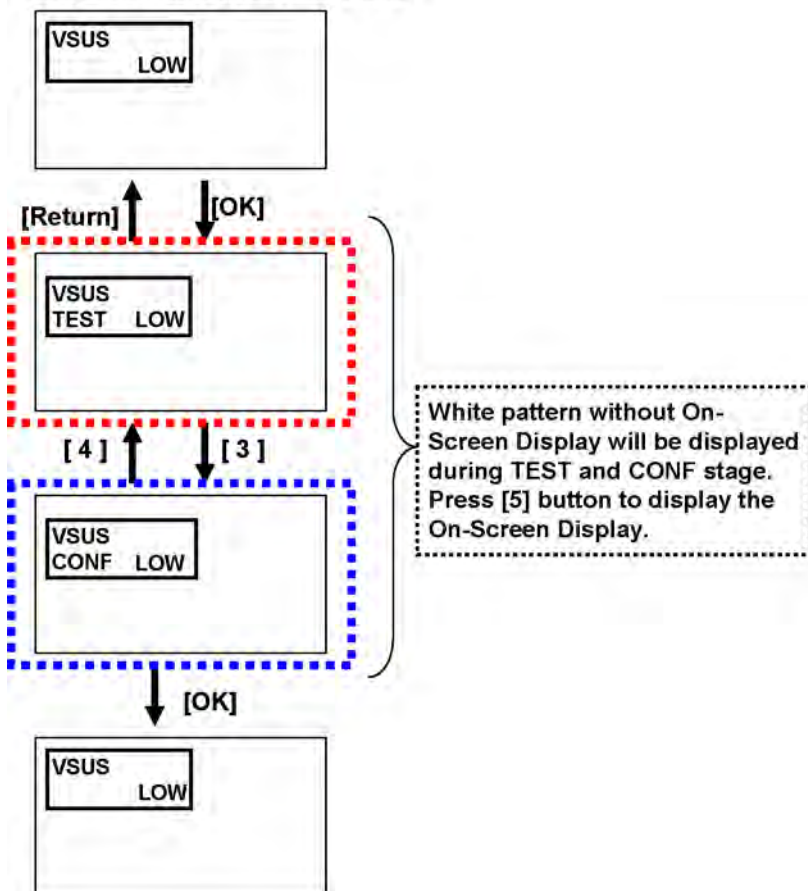 VSUS
LOW
[Return] [OK]
VSUS
TEST LOW
[ 4 ] [ 3 ]
White pattern without On-
Screen Display will be displayed
during TEST and CONF stage.
Press [5] button to display the
On-Screen Display.
VSUS
CONF LOW
[OK]
VSUS
LOW